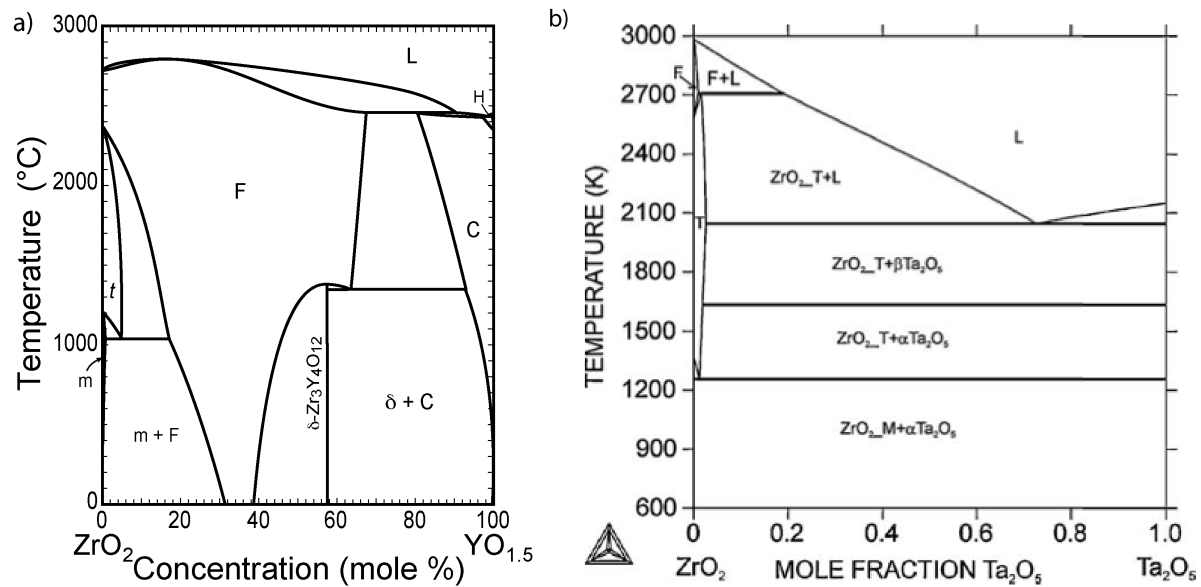 a)
3000
2000
1000
0
Temperature (°C)
L
H
F
C
t
m
m + F
δ-Zr3Y4O12
δ + C
0 20 40 60 80 100
ZrO2 Concentration (mole %) YO1.5
b)
3000
2700
2400
2100
1800
1500
1200
900
600
TEMPERATURE (K)
F
F+L
L
ZrO2_T+L
T
ZrO2_T+βTa2O5
ZrO2_T+αTa2O5
ZrO2_M+αTa2O5
0 0.2 0.4 0.6 0.8 1.0
ZrO2 MOLE FRACTION Ta2O5 Ta2O5